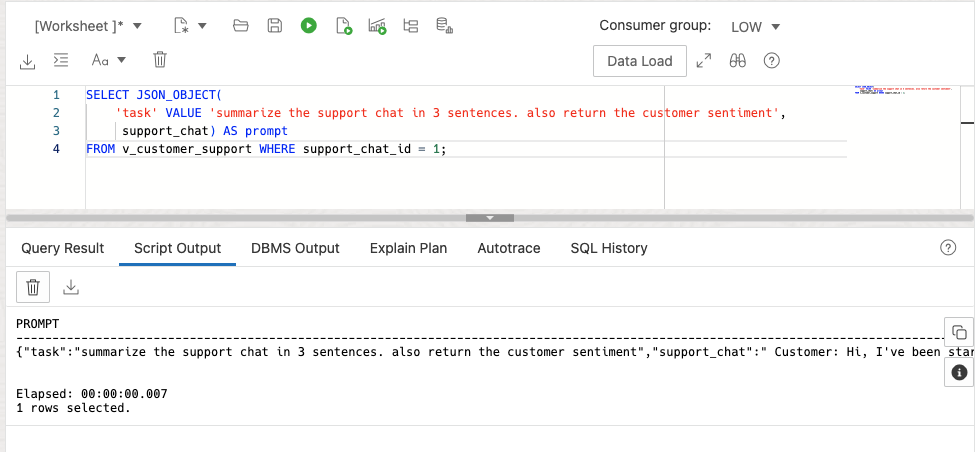 [Worksheet ]*
Consumer group: LOW
Aa
Data Load
1 SELECT JSON_OBJECT(
2 'task' VALUE 'summarize the support chat in 3 sentences. also return the customer sentiment',
3 support_chat) AS prompt
4 FROM v_customer_support WHERE support_chat_id = 1;
Query Result Script Output DBMS Output Explain Plan Autotrace SQL History
PROMPT
--------------------------------------------------------------------------------
{"task":"summarize the support chat in 3 sentences. also return the customer sentiment","support_chat":" Customer: Hi, I've been star
Elapsed: 00:00:00.007
1 rows selected.